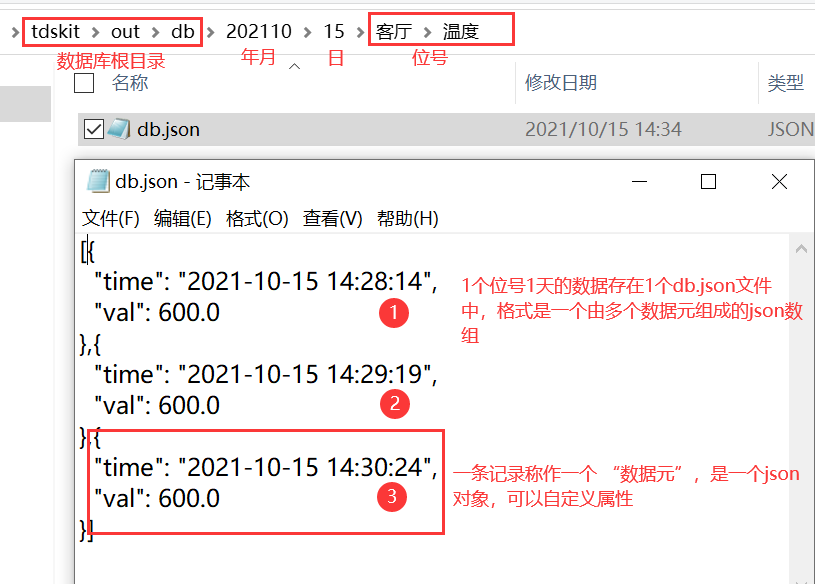 tdskit > out > db > 202110 > 15 > 客厅 > 温度
数据库根目录 年月 日 位号
名称 修改日期 类型
db.json 2021/10/15 14:34 JSON
db.json - 记事本
文件(F) 编辑(E) 格式(O) 查看(V) 帮助(H)
[{
"time": "2021-10-15 14:28:14",
"val": 600.0
1
},{
"time": "2021-10-15 14:29:19",
"val": 600.0
2
},{
"time": "2021-10-15 14:30:24",
"val": 600.0
3
}]
1个位号1天的数据存在1个db.json文件
中，格式是一个由多个数据元组成的json数
组
一条记录称作一个 “数据元”，是一个json
对象，可以自定义属性